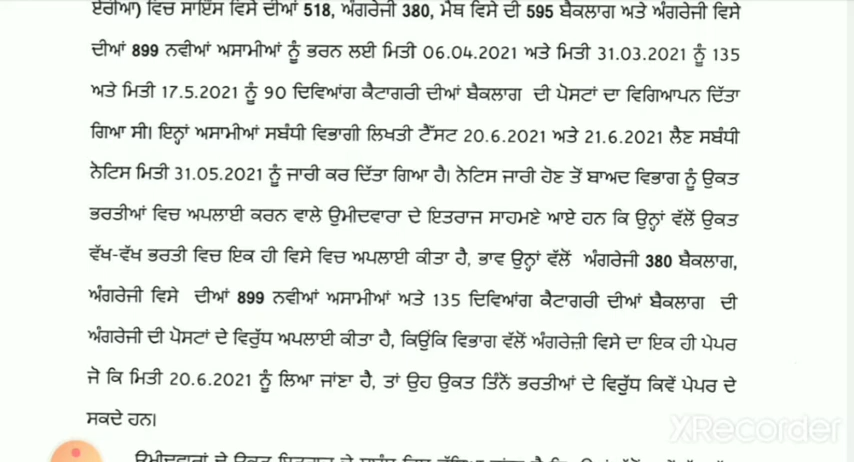 ਏਰੀਆ) ਵਿਚ ਸਾਇੰਸ ਵਿਸੇ ਦੀਆਂ 518, ਅੰਗਰੇਜੀ 380, ਮੈਥ ਵਿਸੇ ਦੀ 595 ਬੈਕਲਾਗ ਅਤੇ ਅੰਗਰੇਜੀ ਵਿਸੇ
ਦੀਆਂ 899 ਨਵੀਆਂ ਅਸਾਮੀਆਂ ਨੂੰ ਭਰਨ ਲਈ ਮਿਤੀ 06.04.2021 ਅਤੇ ਮਿਤੀ 31.03.2021 ਨੂੰ 135
ਅਤੇ ਮਿਤੀ 17.5.2021 ਨੂੰ 90 ਦਿਵਿਆਂਗ ਕੈਟਾਗਰੀ ਦੀਆਂ ਬੈਕਲਾਗ ਦੀ ਪੋਸਟਾਂ ਦਾ ਵਿਗਿਆਪਨ ਦਿੱਤਾ
ਗਿਆ ਸੀ। ਇਨ੍ਹਾਂ ਅਸਾਮੀਆਂ ਸਬੰਧੀ ਵਿਭਾਗੀ ਲਿਖਤੀ ਟੈੱਸਟ 20.6.2021 ਅਤੇ 21.6.2021 ਲੈਣ ਸਬੰਧੀ
ਨੋਟਿਸ ਮਿਤੀ 31.05.2021 ਨੂੰ ਜਾਰੀ ਕਰ ਦਿੱਤਾ ਗਿਆ ਹੈ। ਨੋਟਿਸ ਜਾਰੀ ਹੋਣ ਤੋਂ ਬਾਅਦ ਵਿਭਾਗ ਨੂੰ ਉਕਤ
ਭਰਤੀਆਂ ਵਿਚ ਅਪਲਾਈ ਕਰਨ ਵਾਲੇ ਉਮੀਦਵਾਰਾ ਦੇ ਇਤਰਾਜ ਸਾਹਮਣੇ ਆਏ ਹਨ ਕਿ ਉਨ੍ਹਾਂ ਵੱਲੋਂ ਉਕਤ
ਵੱਖ-ਵੱਖ ਭਰਤੀ ਵਿਚ ਇਕ ਹੀ ਵਿਸੇ ਵਿਚ ਅਪਲਾਈ ਕੀਤਾ ਹੈ, ਭਾਵ ਉਨ੍ਹਾਂ ਵੱਲੋਂ ਅੰਗਰੇਜੀ 380 ਬੈਕਲਾਗ,
ਅੰਗਰੇਜੀ ਵਿਸੇ ਦੀਆਂ 899 ਨਵੀਆਂ ਅਸਾਮੀਆਂ ਅਤੇ 135 ਦਿਵਿਆਂਗ ਕੈਟਾਗਰੀ ਦੀਆਂ ਬੈਕਲਾਗ ਦੀ
ਅੰਗਰੇਜੀ ਦੀ ਪੋਸਟਾਂ ਦੇ ਵਿਰੁੱਧ ਅਪਲਾਈ ਕੀਤਾ ਹੈ, ਕਿਉਂਕਿ ਵਿਭਾਗ ਵੱਲੋਂ ਅੰਗਰੇਜ਼ੀ ਵਿਸੇ ਦਾ ਇਕ ਹੀ ਪੇਪਰ
ਜੋ ਕਿ ਮਿਤੀ 20.6.2021 ਨੂੰ ਲਿਆ ਜਾਂਣਾ ਹੈ, ਤਾਂ ਉਹ ਉਕਤ ਤਿੰਨੋਂ ਭਰਤੀਆਂ ਦੇ ਵਿਰੁੱਧ ਕਿਵੇਂ ਪੇਪਰ ਦੇ
ਸਕਦੇ ਹਨ।
XRecorder
ਉਮੀਦਵਾਰਾਂ ਦੇ ਉਕਤ